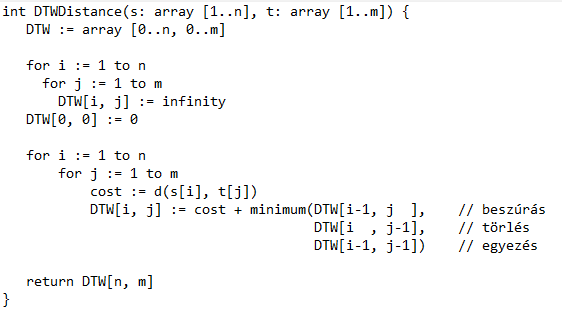 int DTWDistance(s: array [1..n], t: array [1..m]) {
   DTW := array [0..n, 0..m]

   for i := 1 to n
     for j := 1 to m
       DTW[i, j] := infinity
   DTW[0, 0] := 0

   for i := 1 to n
       for j := 1 to m
           cost := d(s[i], t[j])
           DTW[i, j] := cost + minimum(DTW[i-1, j  ],    // beszúrás
                                       DTW[i  , j-1],    // törlés
                                       DTW[i-1, j-1])    // egyezés

   return DTW[n, m]
}